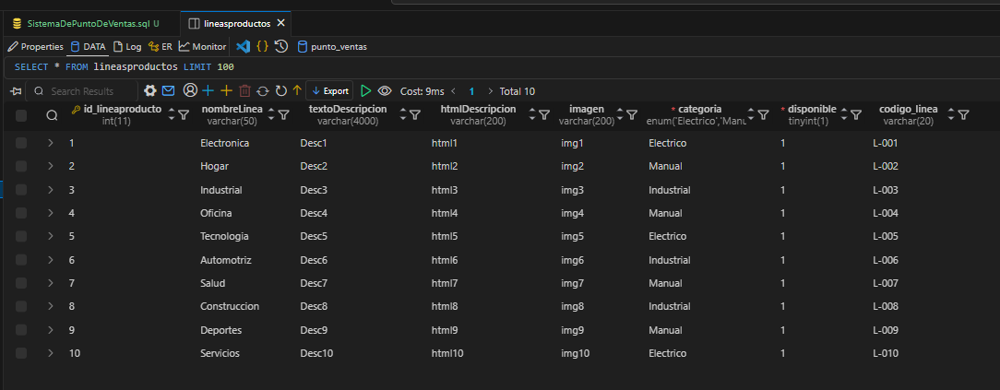 SistemaDePuntoDeVentas.sql U lineasproductos
Properties DATA Log ER Monitor { } punto_ventas
SELECT * FROM lineasproductos LIMIT 100
Search Results Export Cost: 9ms < 1 > Total 10
id_lineaproducto nombreLinea textoDescripcion htmlDescripcion imagen * categoria * disponible codigo_linea
int(11) varchar(50) varchar(4000) varchar(200) varchar(200) enum('Electrico','Manu tinyint(1) varchar(20)
1 Electronica Desc1 html1 img1 Electrico 1 L-001
2 Hogar Desc2 html2 img2 Manual 1 L-002
3 Industrial Desc3 html3 img3 Industrial 1 L-003
4 Oficina Desc4 html4 img4 Manual 1 L-004
5 Tecnologia Desc5 html5 img5 Electrico 1 L-005
6 Automotriz Desc6 html6 img6 Industrial 1 L-006
7 Salud Desc7 html7 img7 Manual 1 L-007
8 Construccion Desc8 html8 img8 Industrial 1 L-008
9 Deportes Desc9 html9 img9 Manual 1 L-009
10 Servicios Desc10 html10 img10 Electrico 1 L-010